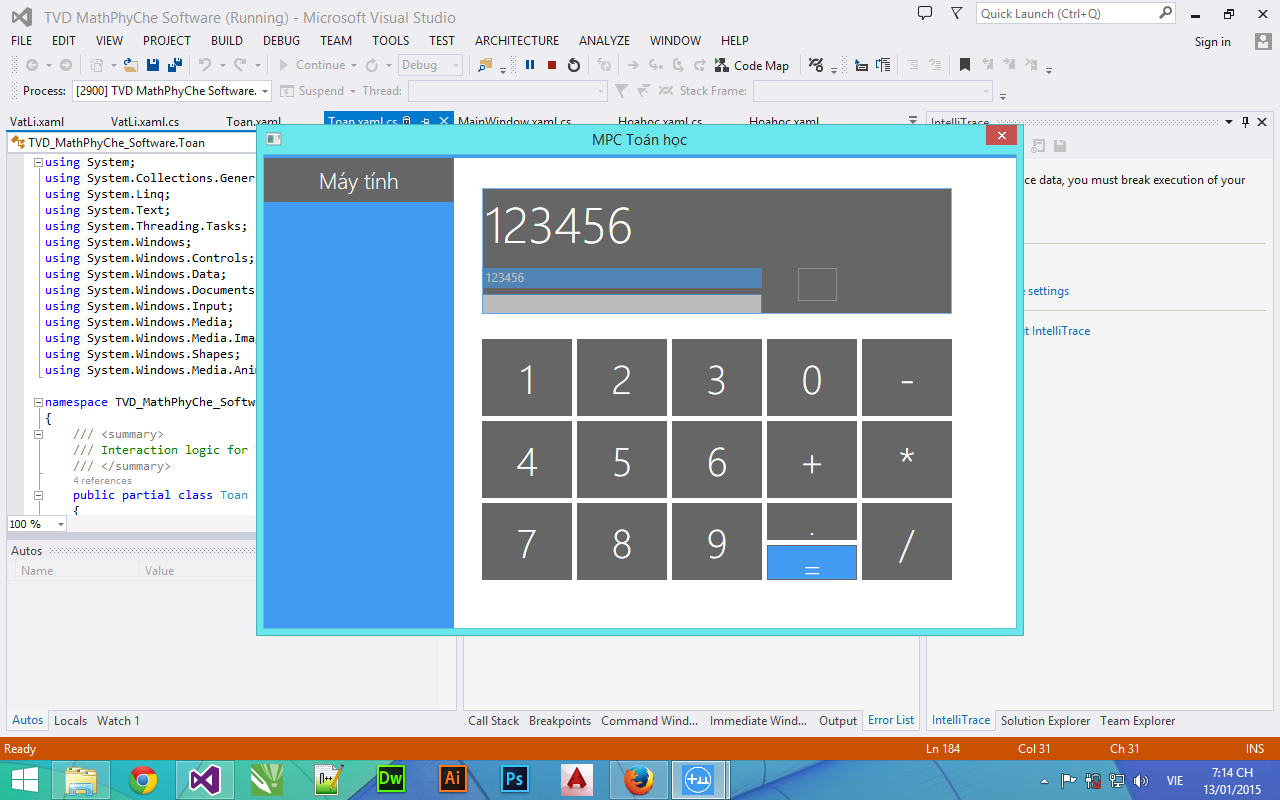 TVD MathPhyChe Software (Running) - Microsoft Visual Studio
Quick Launch (Ctrl+Q)
FILE EDIT VIEW PROJECT BUILD DEBUG TEAM TOOLS TEST ARCHITECTURE ANALYZE WINDOW HELP
Sign in
Continue Debug Code Map
Process: [2900] TVD MathPhyChe Software. Suspend Thread: Stack Frame:
VatLi.xaml VatLi.xaml.cs Toan.xaml Toan.xaml.cs MainWindow.xaml.cs Hoahoc.xaml.cs Hoahoc.xaml
IntelliTrace
TVD_MathPhyChe_Software.Toan
MPC Toán học
Máy tính
123456
123456
1 2 3 0 -
4 5 6 + *
7 8 9 . /
=
using System;
using System.Collections.Gener
using System.Linq;
using System.Text;
using System.Threading.Tasks;
using System.Windows;
using System.Windows.Controls;
using System.Windows.Data;
using System.Windows.Documents
using System.Windows.Input;
using System.Windows.Media;
using System.Windows.Media.Ima
using System.Windows.Shapes;
using System.Windows.Media.Ani
namespace TVD_MathPhyChe_Softw
{
/// <summary>
/// Interaction logic for
/// </summary>
4 references
public partial class Toan
{
100 %
ce data, you must break execution of your
settings
IntelliTrace
Autos
Name Value
Autos Locals Watch 1
Call Stack Breakpoints Command Wind... Immediate Wind... Output Error List
IntelliTrace Solution Explorer Team Explorer
Ready Ln 184 Col 31 Ch 31 INS
Dw Ai Ps
VIE
7:14 CH
13/01/2015